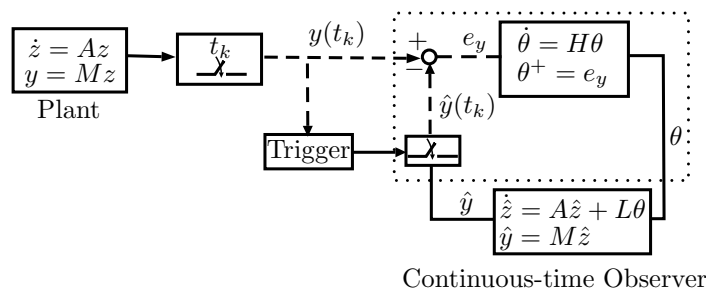 ż = Az
y = Mz
Plant
t_k
y(t_k)
+
−
e_y
θ̇ = Hθ
θ⁺ = e_y
ŷ(t_k)
Trigger
θ
ŷ
ẑ̇ = Aẑ + Lθ
ŷ = Mẑ
Continuous-time Observer